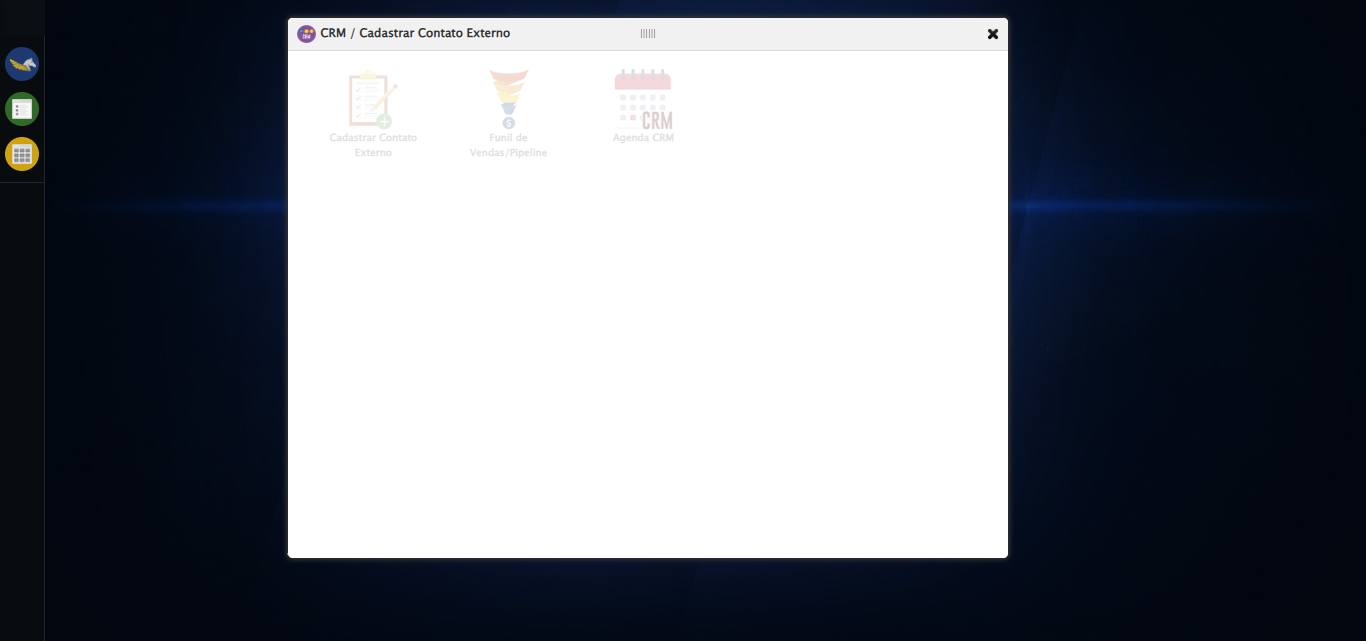 CRM / Cadastrar Contato Externo
Cadastrar Contato
Externo
Funil de
Vendas/Pipeline
CRM
Agenda CRM